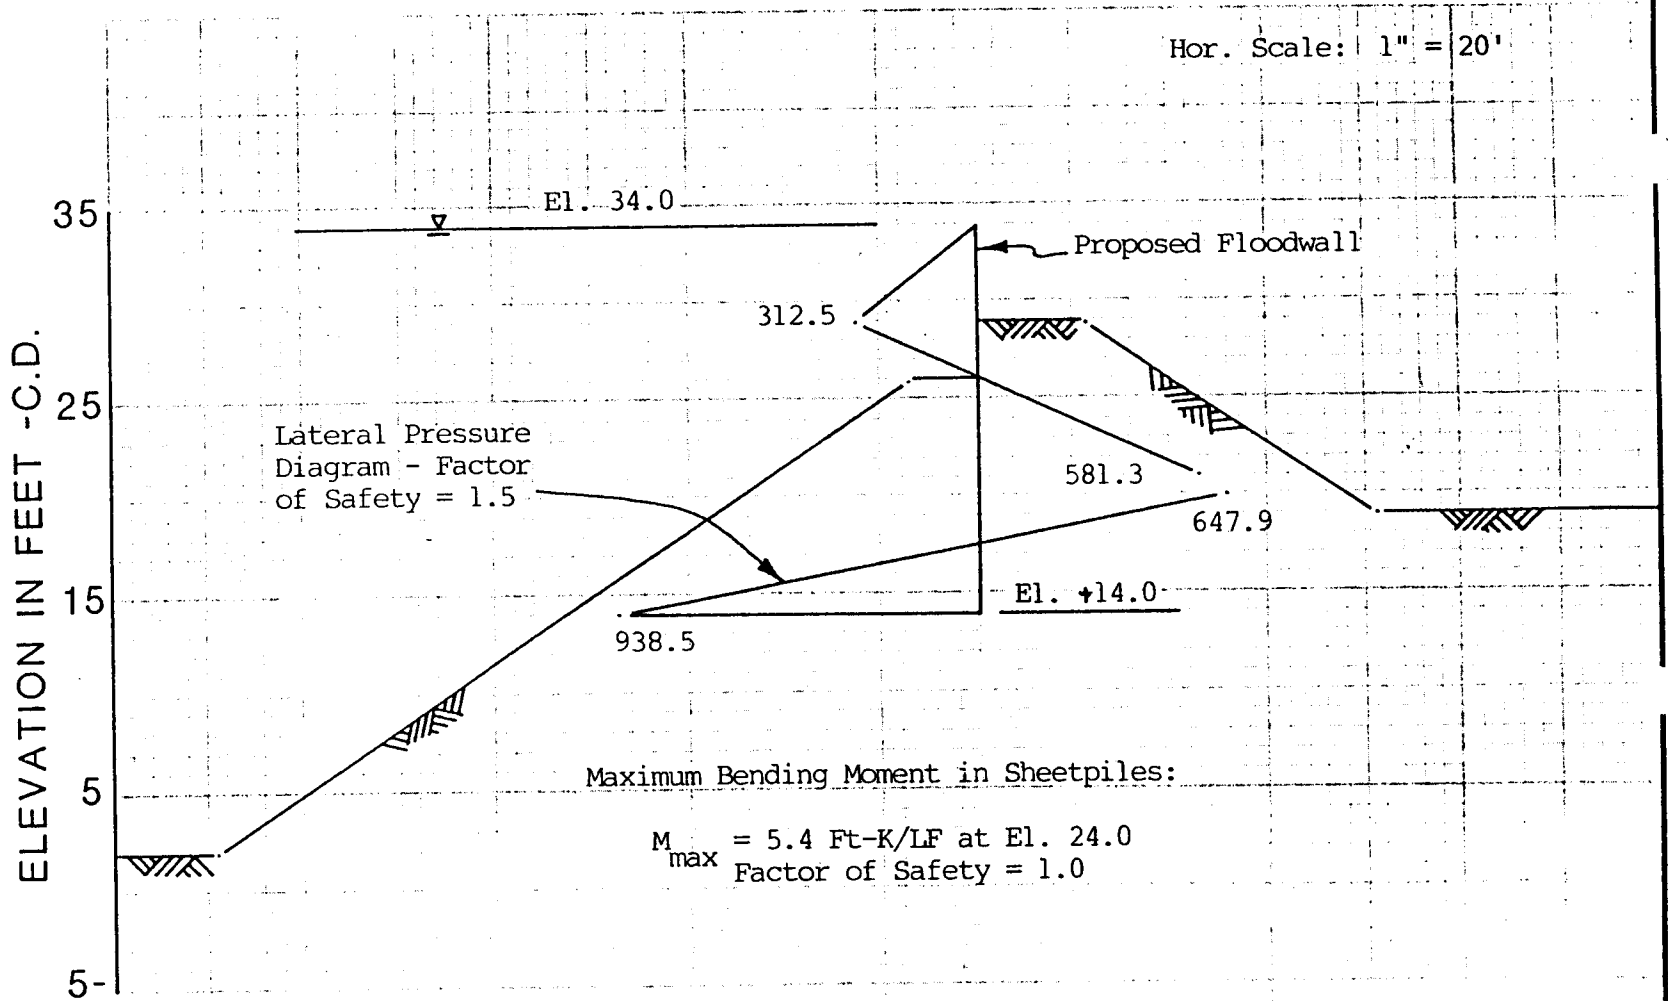 Hor. Scale: 1" = 20'
35
El. 34.0
Proposed Floodwall
312.5
25
Lateral Pressure
Diagram - Factor
of Safety = 1.5
581.3
647.9
15
El. +14.0
938.5
ELEVATION IN FEET -C.D.
5
Maximum Bending Moment in Sheetpiles:
Mmax = 5.4 Ft-K/LF at El. 24.0
Factor of Safety = 1.0
5-